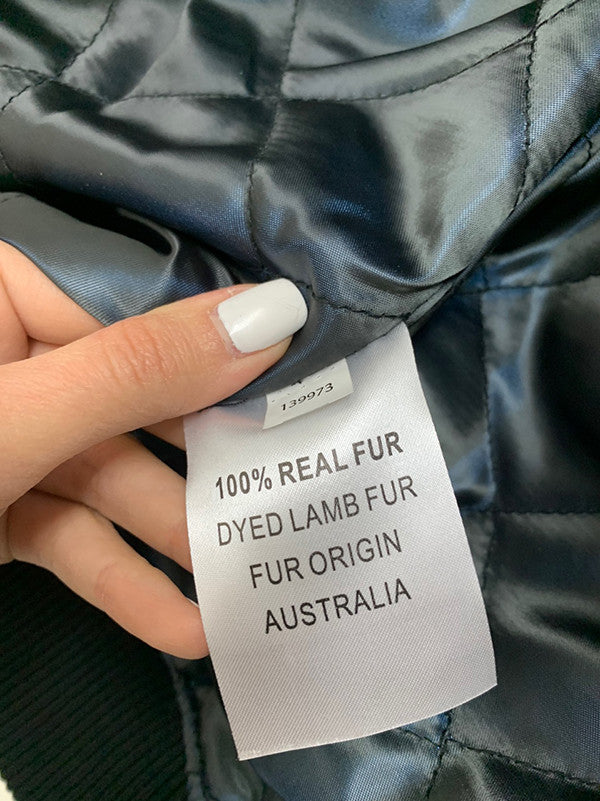 139973
100% REAL FUR
DYED LAMB FUR
FUR ORIGIN
AUSTRALIA